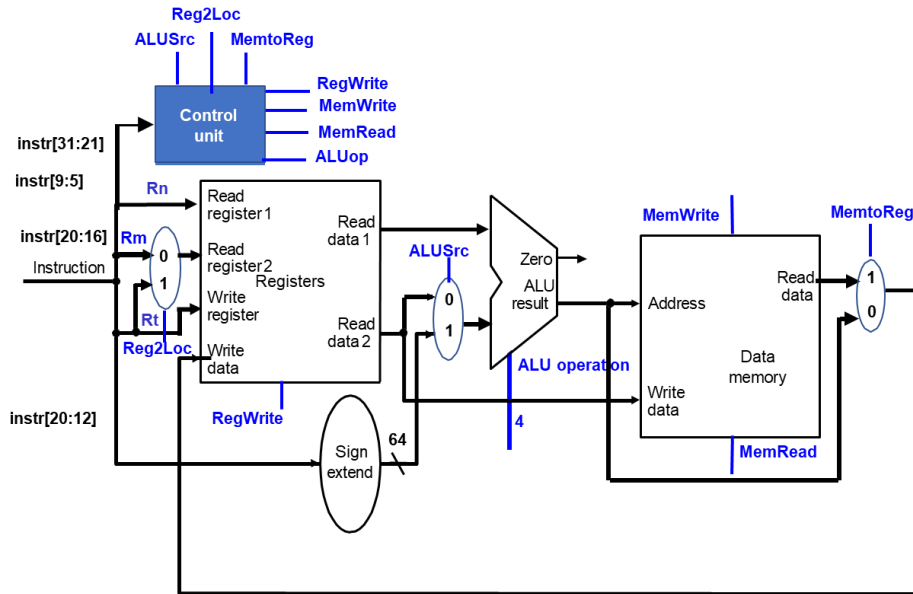 Reg2Loc
ALUSrc
MemtoReg
RegWrite
Control
unit
MemWrite
MemRead
ALUop
instr[31:21]
instr[9:5]
Rn
Read
register 1
Read
data 1
instr[20:16]
Rm
0
1
Read
register2
Instruction
Registers
Write
register
Rt
Reg2Loc
Write
data
Read
data 2
RegWrite
ALUSrc
0
1
Zero
ALU
result
ALU operation
4
MemWrite
MemtoReg
Read
data
1
0
Address
Data
memory
Write
data
MemRead
instr[20:12]
64
Sign
extend